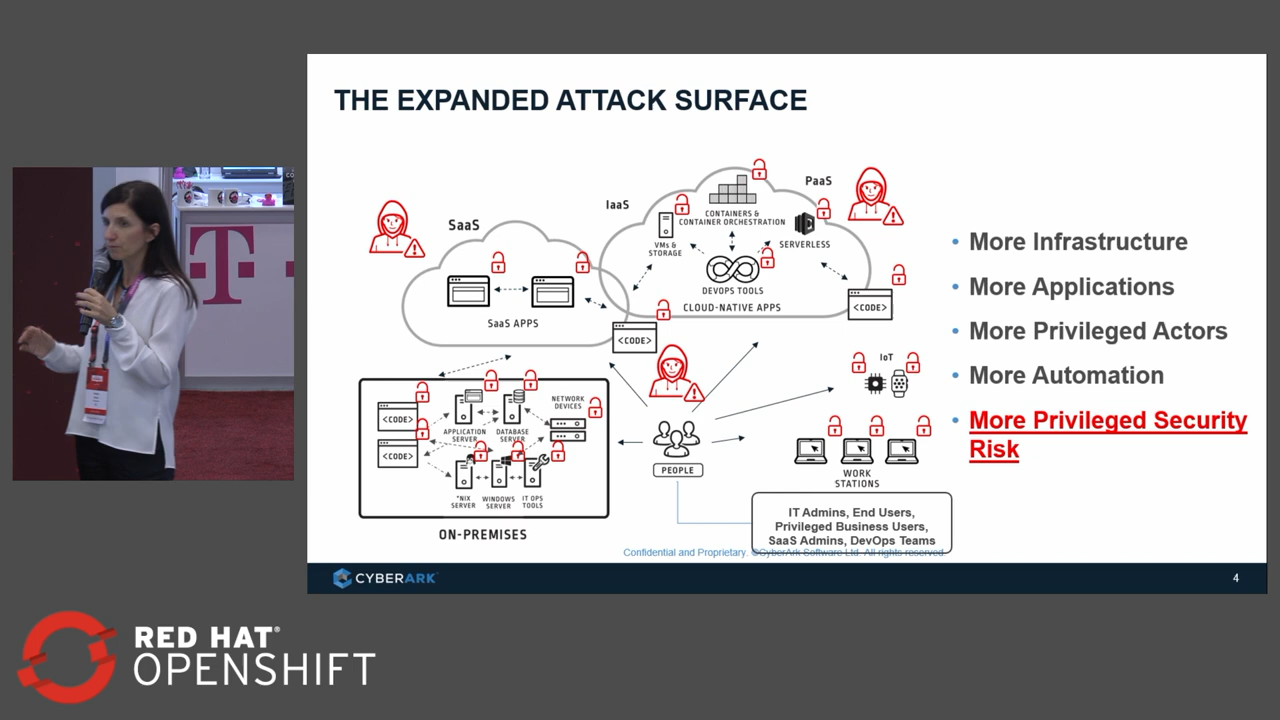 THE EXPANDED ATTACK SURFACE
SaaS
IaaS
PaaS
CONTAINERS &
CONTAINER ORCHESTRATION
VMs &
STORAGE
SERVERLESS
DEVOPS TOOLS
CLOUD-NATIVE APPS
SaaS APPS
<CODE>
<CODE>
<CODE>
<CODE>
APPLICATION
SERVER
DATABASE
SERVER
NETWORK
DEVICES
*NIX
SERVER
WINDOWS
SERVER
IT OPS
TOOLS
ON-PREMISES
PEOPLE
IoT
WORK
STATIONS
IT Admins, End Users,
Privileged Business Users,
SaaS Admins, DevOps Teams
• More Infrastructure
• More Applications
• More Privileged Actors
• More Automation
• More Privileged Security
Risk
Confidential and Proprietary. ©CyberArk Software Ltd. All rights reserved.
CYBERARK
4
T
RED HAT®
OPENSHIFT